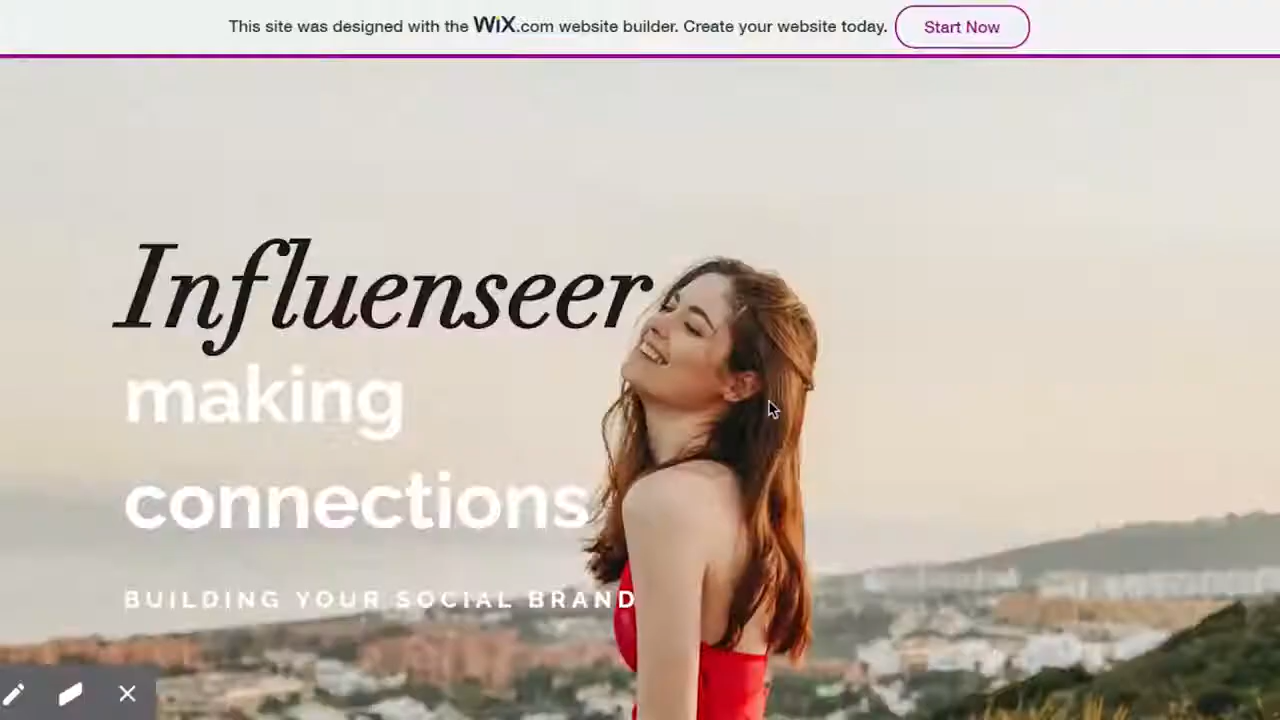 This site was designed with the WiX.com website builder. Create your website today. Start Now
Influenseer
making
connections
BUILDING YOUR SOCIAL BRAND